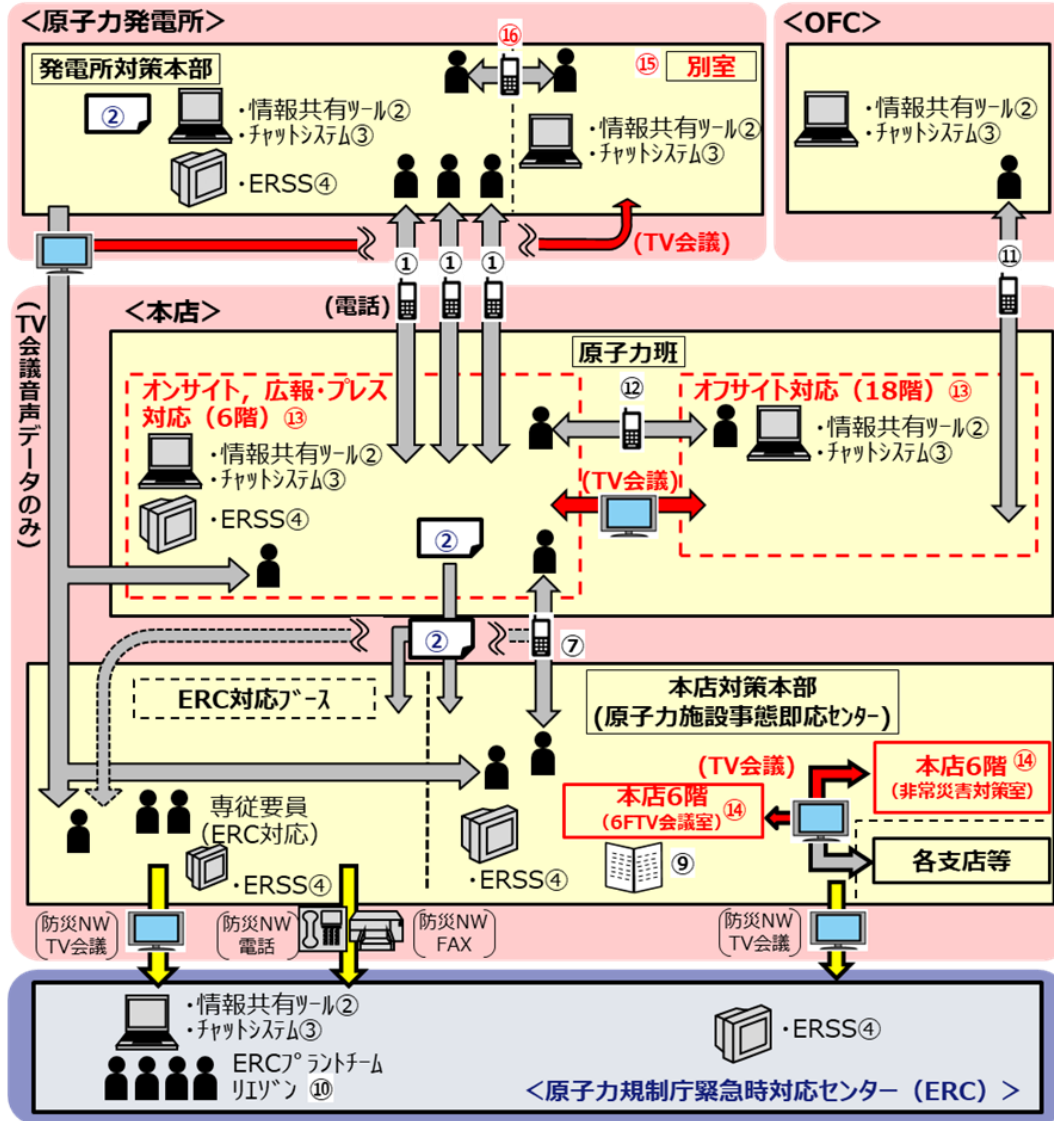 ＜原子力発電所＞
発電所対策本部
②
・情報共有ﾂｰﾙ②
・ﾁｬｯﾄｼｽﾃﾑ③
・ERSS④
⑯
⑮ 別室
・情報共有ﾂｰﾙ②
・ﾁｬｯﾄｼｽﾃﾑ③
(TV会議)
＜OFC＞
・情報共有ﾂｰﾙ②
・ﾁｬｯﾄｼｽﾃﾑ③
⑪
① ① ①
(電話)
(TV会議音声データのみ)
＜本店＞
原子力班
オンサイト，広報・プレス
対応（6階）⑬
・情報共有ﾂｰﾙ②
・ﾁｬｯﾄｼｽﾃﾑ③
・ERSS④
⑫
オフサイト対応（18階）⑬
・情報共有ﾂｰﾙ②
・ﾁｬｯﾄｼｽﾃﾑ③
(TV会議)
②
②
⑦
ERC対応ﾌﾞｰｽ
本店対策本部
(原子力施設事態即応ｾﾝﾀｰ)
専従要員
(ERC対応)
・ERSS④
・ERSS④
(TV会議)
本店6階 ⑭
(6FTV会議室)
本店6階 ⑭
(非常災害対策室)
⑨
各支店等
防災NW
TV会議
防災NW
電話
防災NW
FAX
防災NW
TV会議
・情報共有ﾂｰﾙ②
・ﾁｬｯﾄｼｽﾃﾑ③
ERCﾌﾟﾗﾝﾄﾁｰﾑ
ﾘｴｿﾞﾝ ⑩
・ERSS④
＜原子力規制庁緊急時対応センター（ERC）＞